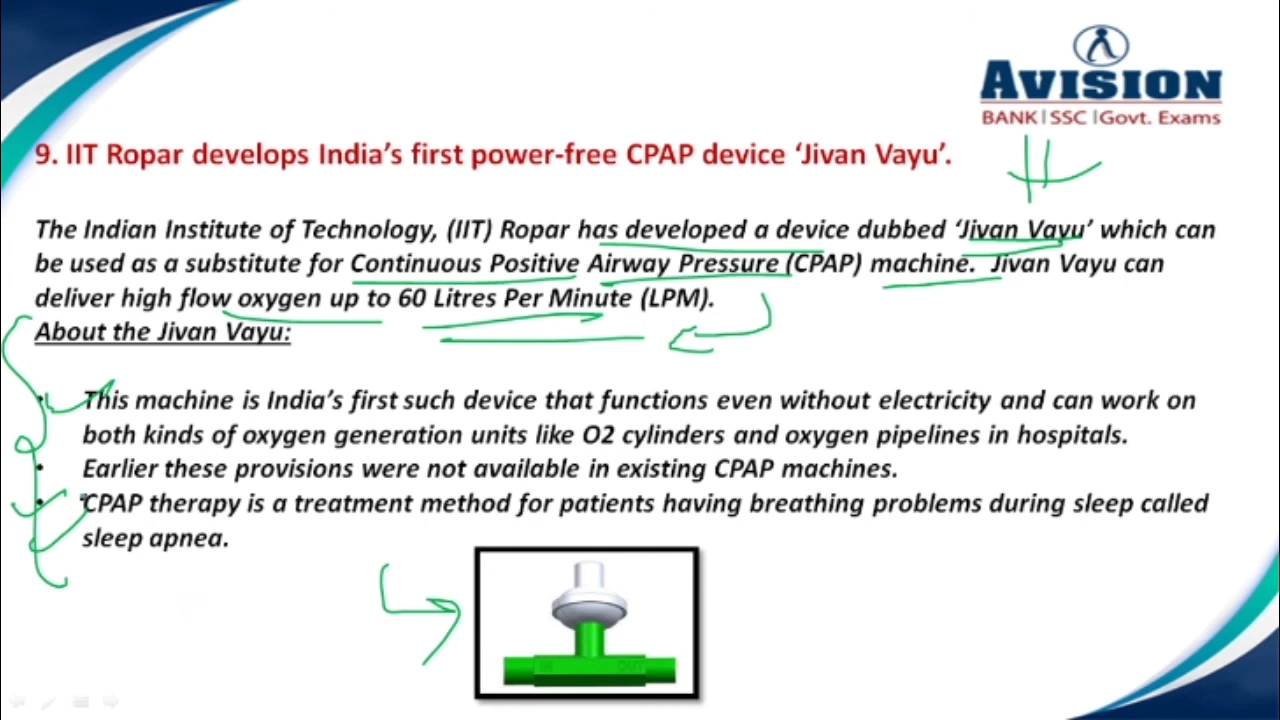 AVISION
BANK | SSC | Govt. Exams
9. IIT Ropar develops India's first power-free CPAP device ‘Jivan Vayu’.
The Indian Institute of Technology, (IIT) Ropar has developed a device dubbed ‘Jivan Vayu’ which can
be used as a substitute for Continuous Positive Airway Pressure (CPAP) machine. Jivan Vayu can
deliver high flow oxygen up to 60 Litres Per Minute (LPM).
About the Jivan Vayu:
• This machine is India's first such device that functions even without electricity and can work on
both kinds of oxygen generation units like O2 cylinders and oxygen pipelines in hospitals.
• Earlier these provisions were not available in existing CPAP machines.
• CPAP therapy is a treatment method for patients having breathing problems during sleep called
sleep apnea.
IN OUT